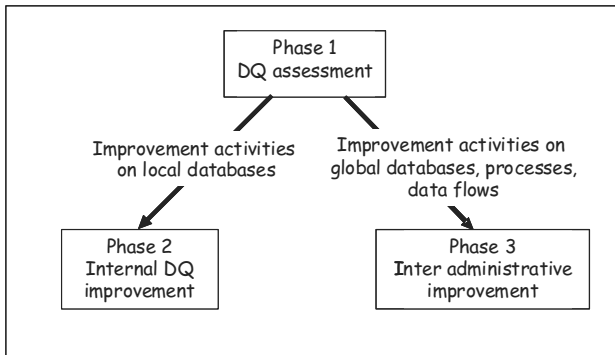 Phase 1
DQ assessment
Improvement activities
on local databases
Improvement activities on
global databases, processes,
data flows
Phase 2
Internal DQ
improvement
Phase 3
Inter administrative
improvement